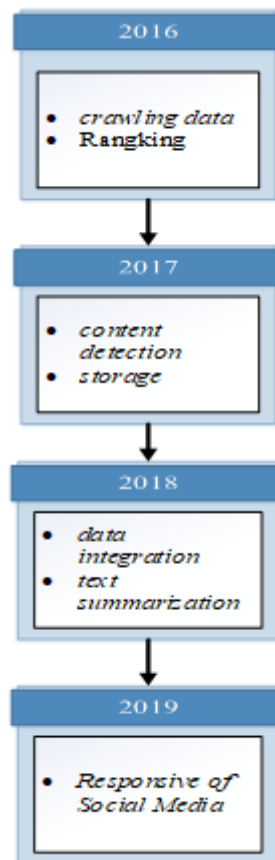 2016
• crawling data
• Rangking
2017
• content
detection
• storage
2018
• data
integration
• text
summarization
2019
• Responsive of
Social Media